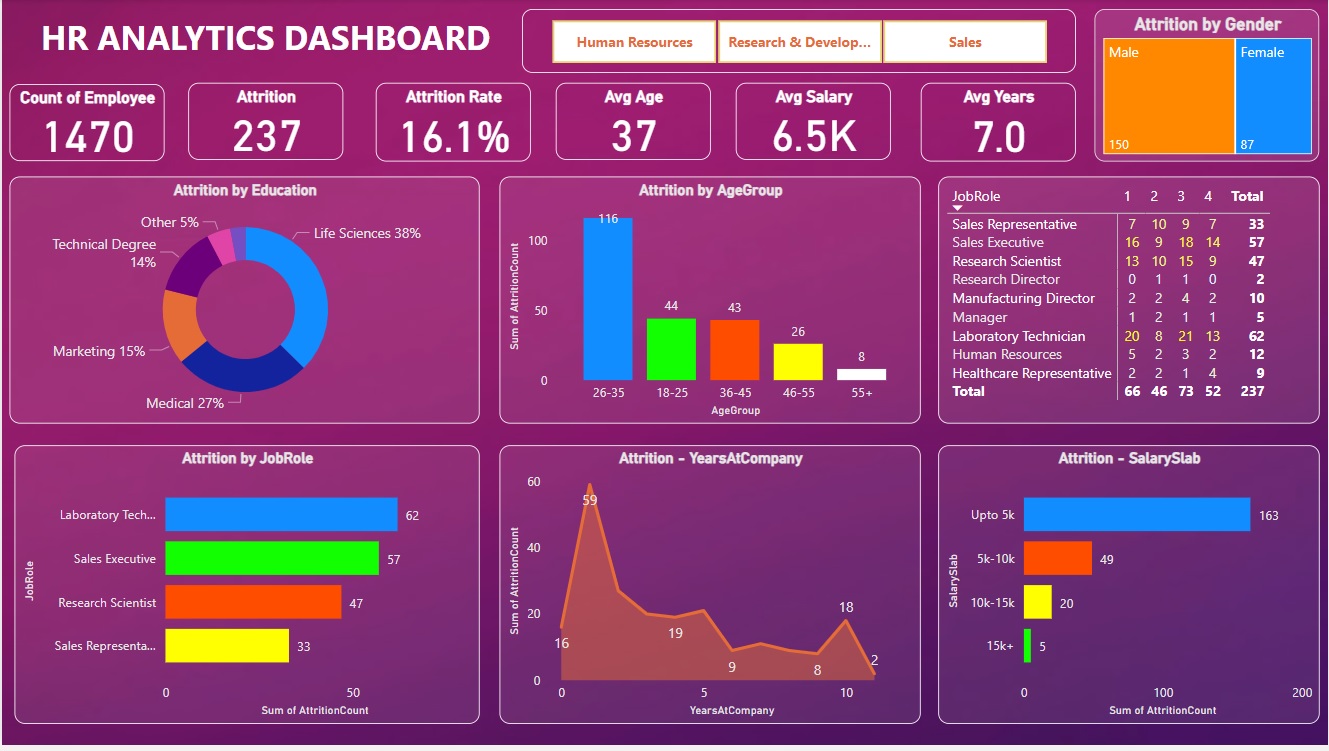 HR ANALYTICS DASHBOARD
Human Resources
Research & Develop...
Sales
Attrition by Gender
Male
Female
150
87
Count of Employee
1470
Attrition
237
Attrition Rate
16.1%
Avg Age
37
Avg Salary
6.5K
Avg Years
7.0
Attrition by Education
Other 5%
Life Sciences 38%
Technical Degree
14%
Marketing 15%
Medical 27%
Attrition by AgeGroup
Sum of AttritionCount
100
50
0
116
44
43
26
8
26-35
18-25
36-45
46-55
55+
AgeGroup
JobRole 1 2 3 4 Total
Sales Representative 7 10 9 7 33
Sales Executive 16 9 18 14 57
Research Scientist 13 10 15 9 47
Research Director 0 1 1 0 2
Manufacturing Director 2 2 4 2 10
Manager 1 2 1 1 5
Laboratory Technician 20 8 21 13 62
Human Resources 5 2 3 2 12
Healthcare Representative 2 2 1 4 9
Total 66 46 73 52 237
Attrition by JobRole
JobRole
Laboratory Tech... 62
Sales Executive 57
Research Scientist 47
Sales Representa... 33
0 50
Sum of AttritionCount
Attrition - YearsAtCompany
Sum of AttritionCount
60
40
20
0
16
59
19
9
8
18
2
0 5 10
YearsAtCompany
Attrition - SalarySlab
SalarySlab
Upto 5k 163
5k-10k 49
10k-15k 20
15k+ 5
0 100 200
Sum of AttritionCount